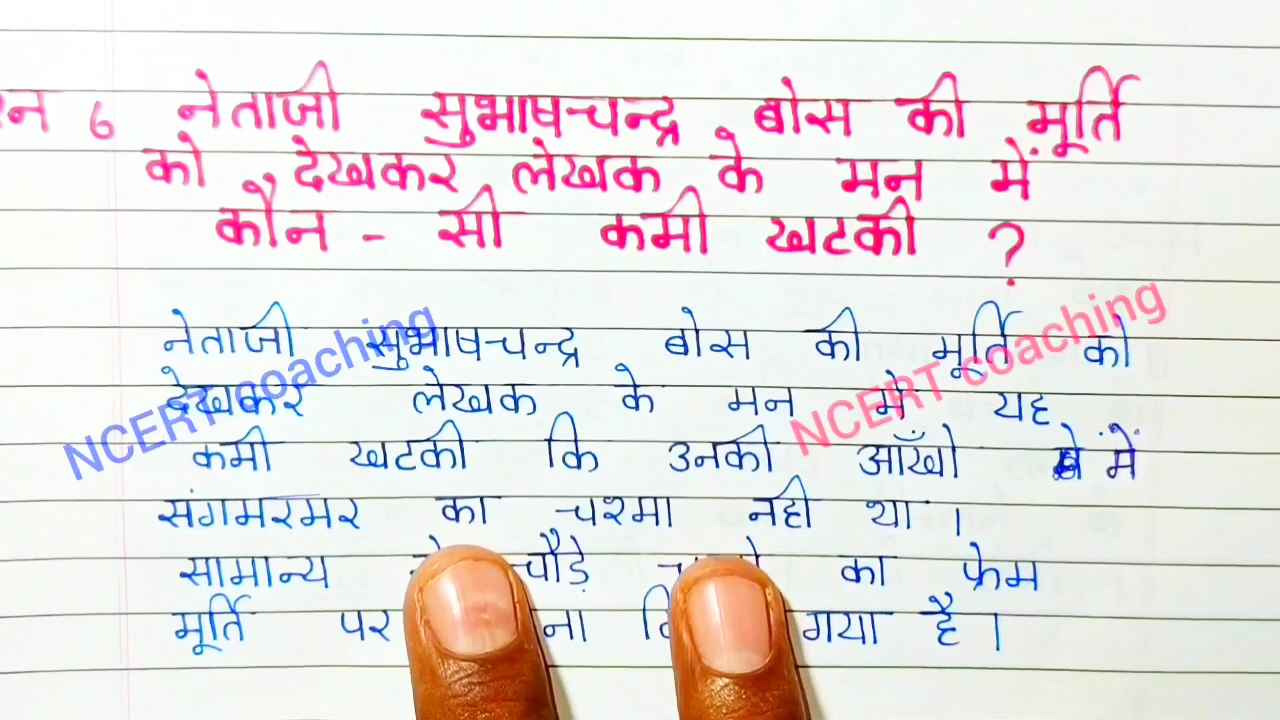 न 6 नेताजी सुभाषचन्द्र बोस की मूर्ति
को देखकर लेखक के मन में
कौन - सी कमी खटकी ?
नेताजी सुभाषचन्द्र बोस की मूर्ति को
देखकर लेखक के मन में यह
कमी खटकी कि उनकी आँखो में
संगमरमर का चश्मा नही था।
सामान्य चौड़े का फ्रेम
मूर्ति पर गया है।
NCERT coaching
NCERT coaching